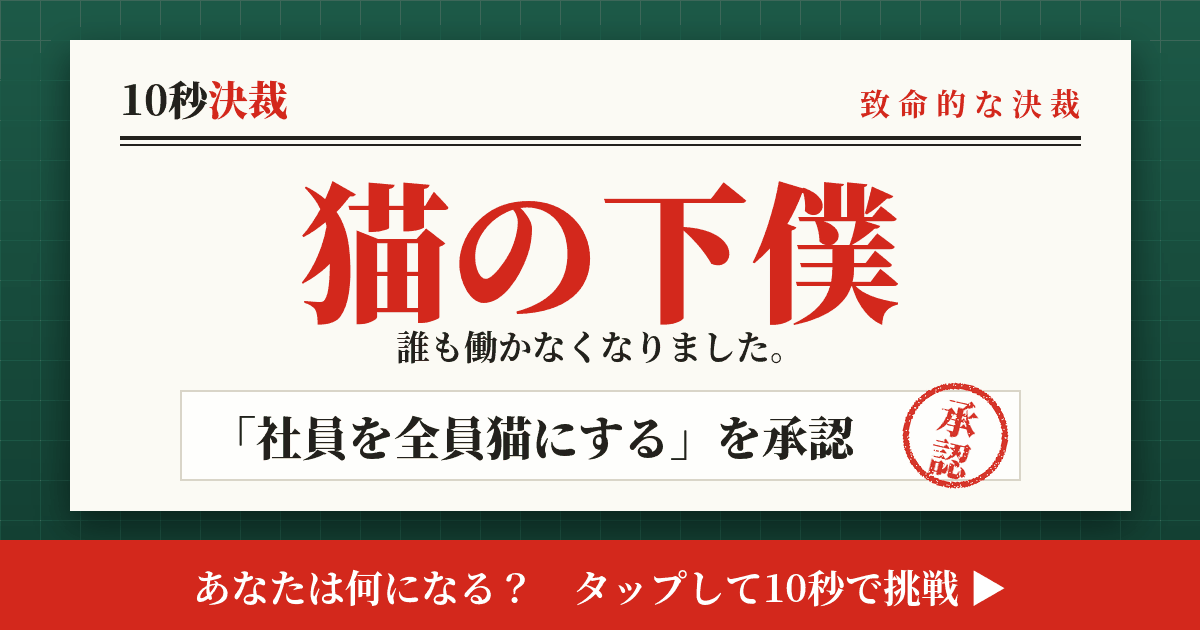 10秒決裁
致命的な決裁
猫の下僕
誰も働かなくなりました。
「社員を全員猫にする」を承認
承認
あなたは何になる？　タップして10秒で挑戦 ▶